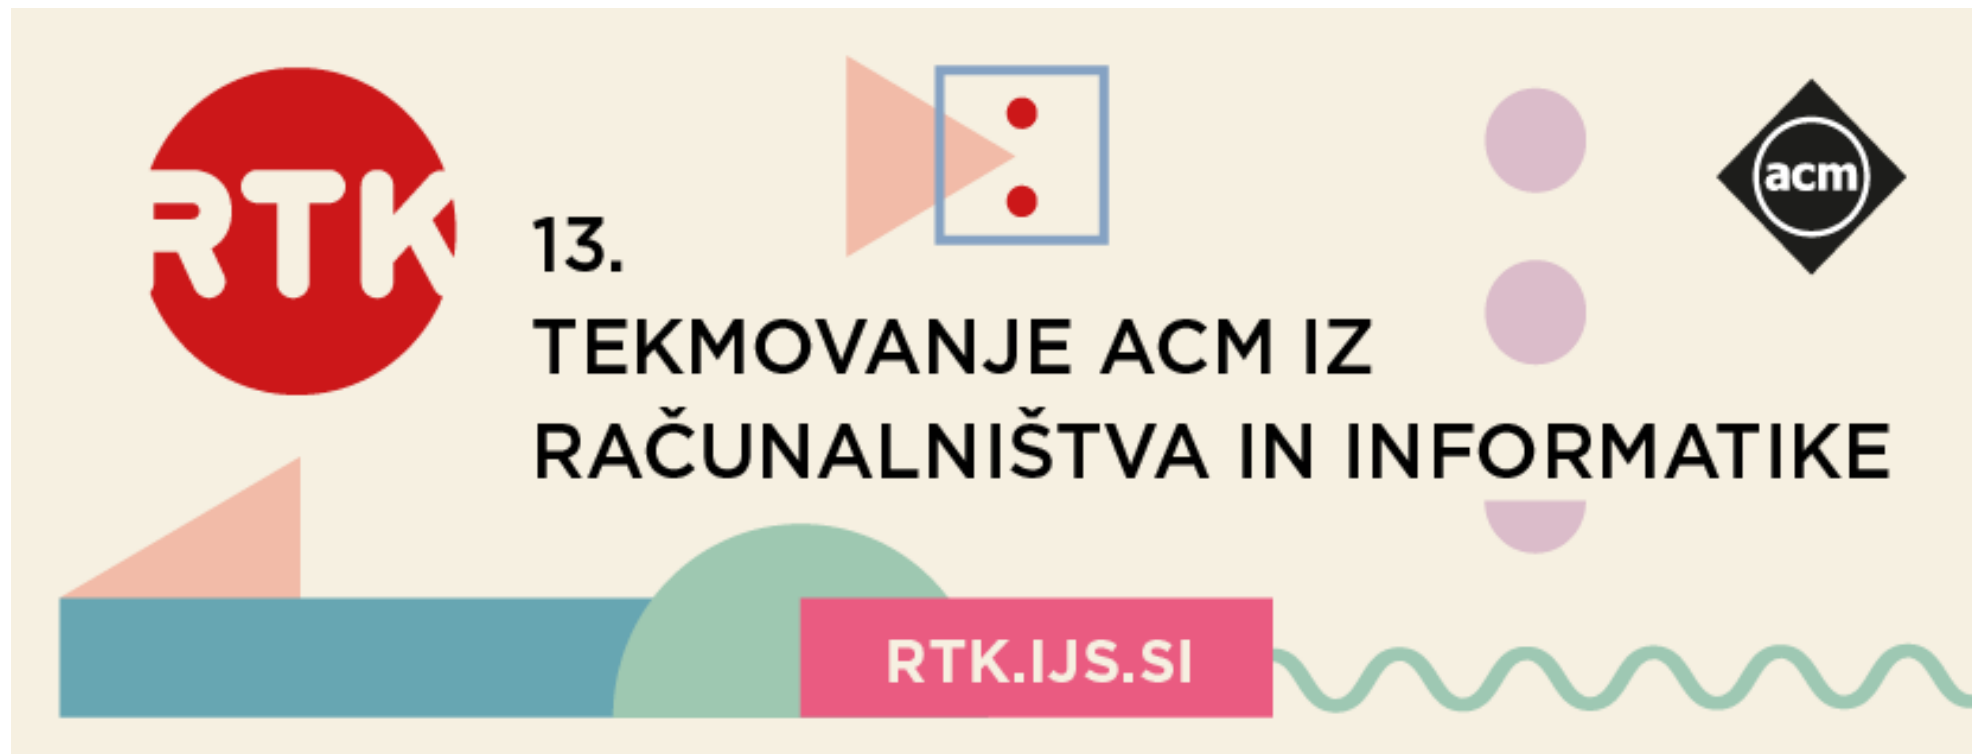 RTK
13.
TEKMOVANJE ACM IZ
RAČUNALNIŠTVA IN INFORMATIKE
acm
RTK.IJS.SI